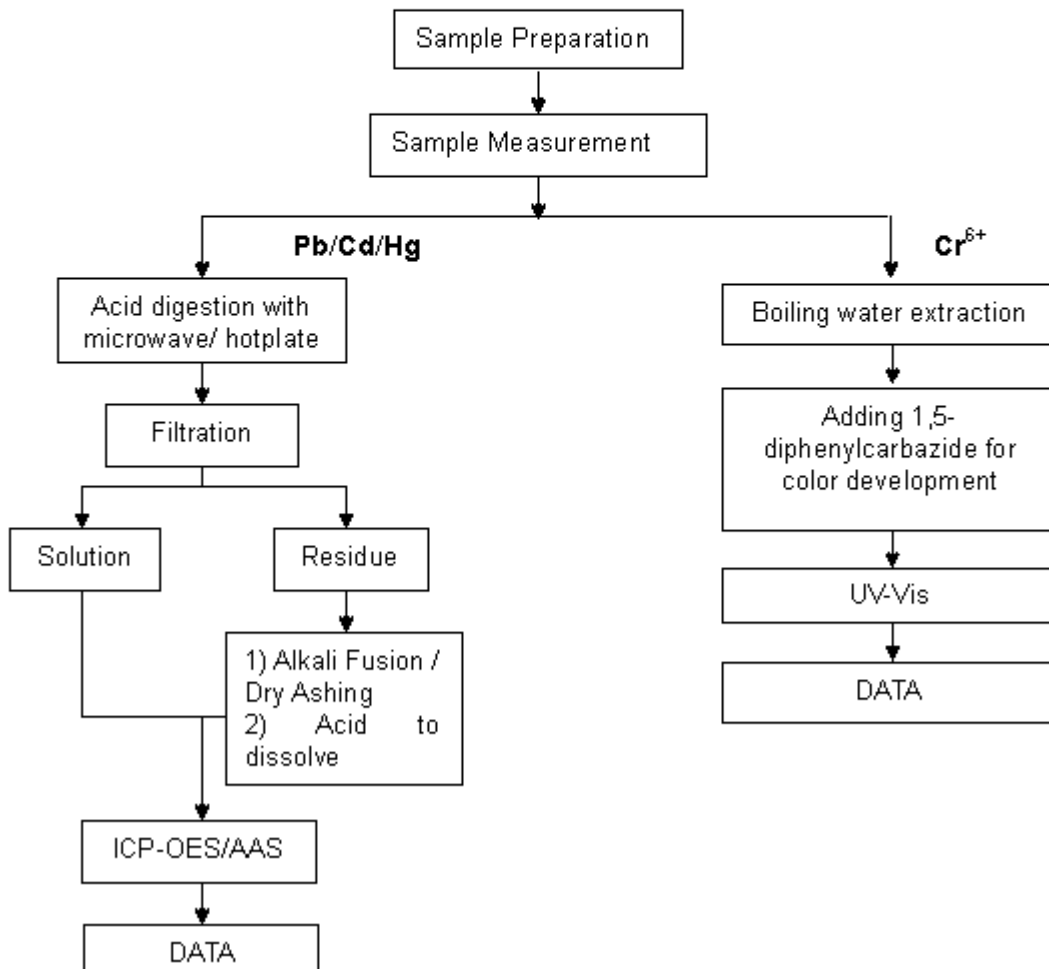 Sample Preparation
Sample Measurement
Pb/Cd/Hg
Acid digestion with
microwave/ hotplate
Filtration
Solution
Residue
1) Alkali Fusion /
Dry Ashing
2) Acid to
dissolve
ICP-OES/AAS
DATA
Cr⁶⁺
Boiling water extraction
Adding 1,5-
diphenylcarbazide for
color development
UV-Vis
DATA